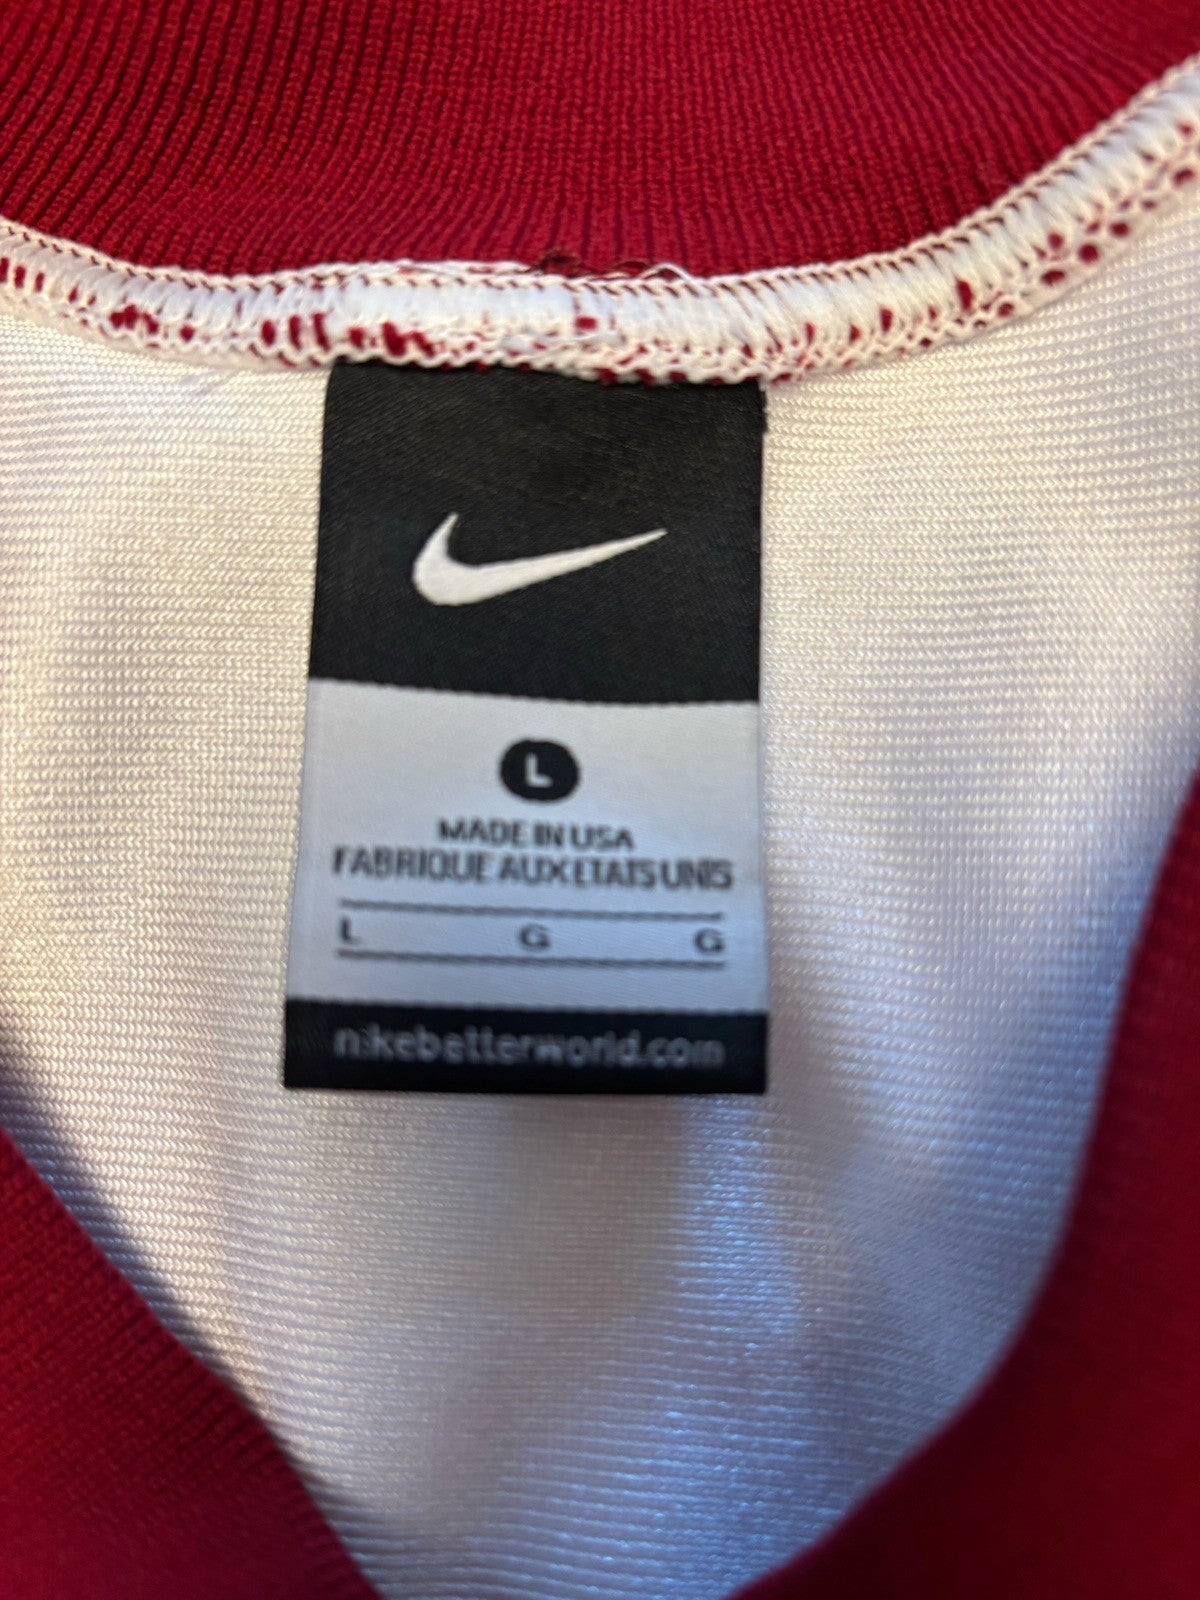 L
MADE IN USA
FABRIQUE AUX ETATS UNIS
L G G
nikebetterworld.com